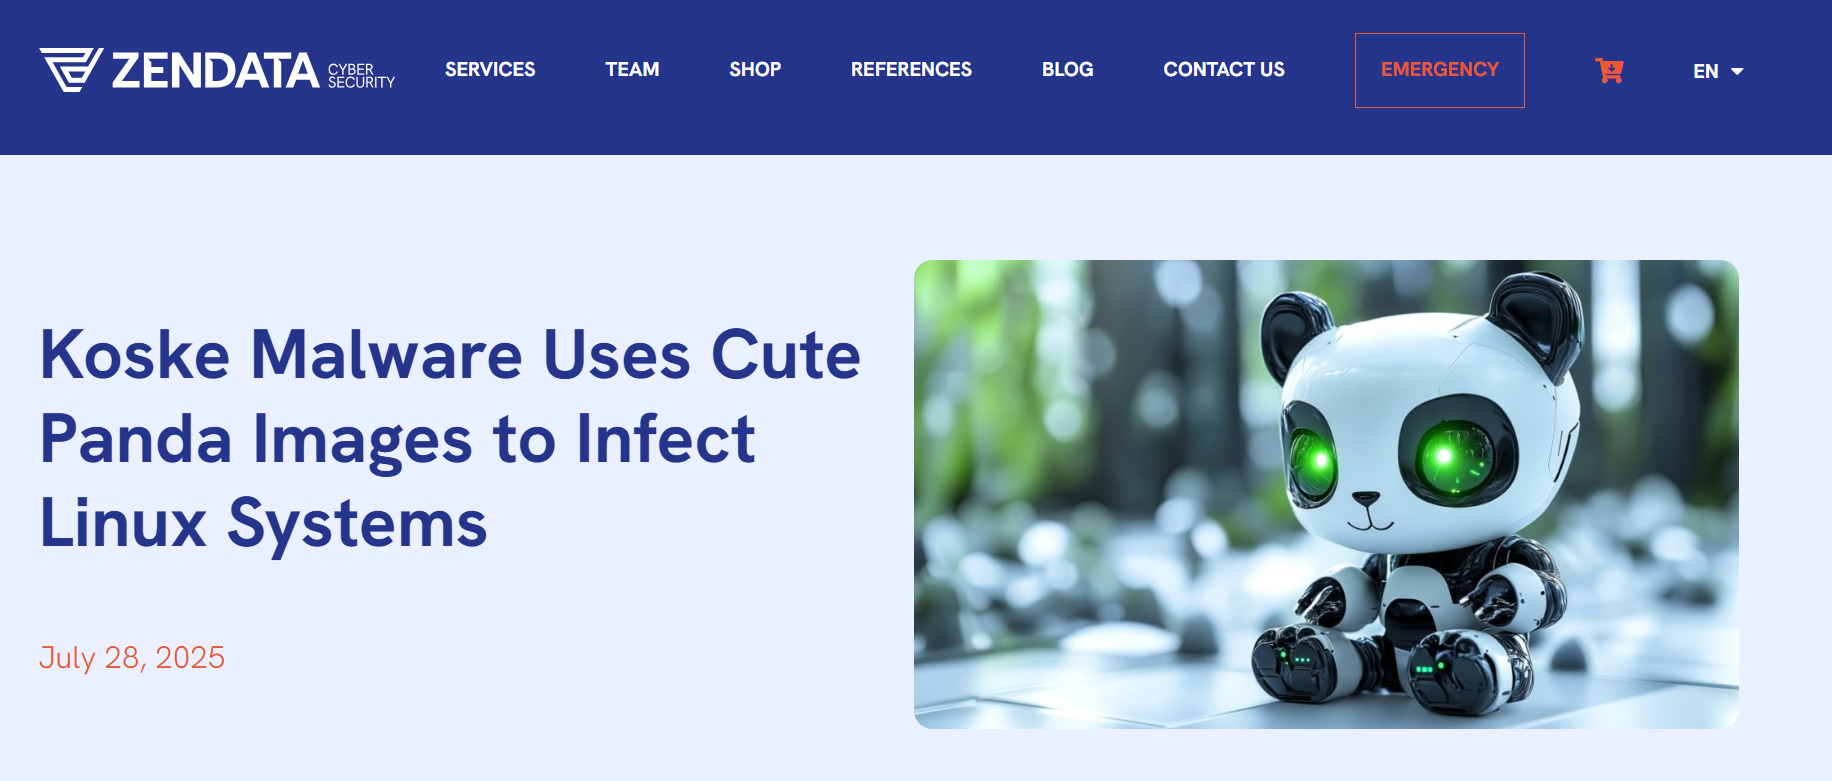 ZENDATA CYBER SECURITY
SERVICES
TEAM
SHOP
REFERENCES
BLOG
CONTACT US
EMERGENCY
EN
Koske Malware Uses Cute
Panda Images to Infect
Linux Systems
July 28, 2025